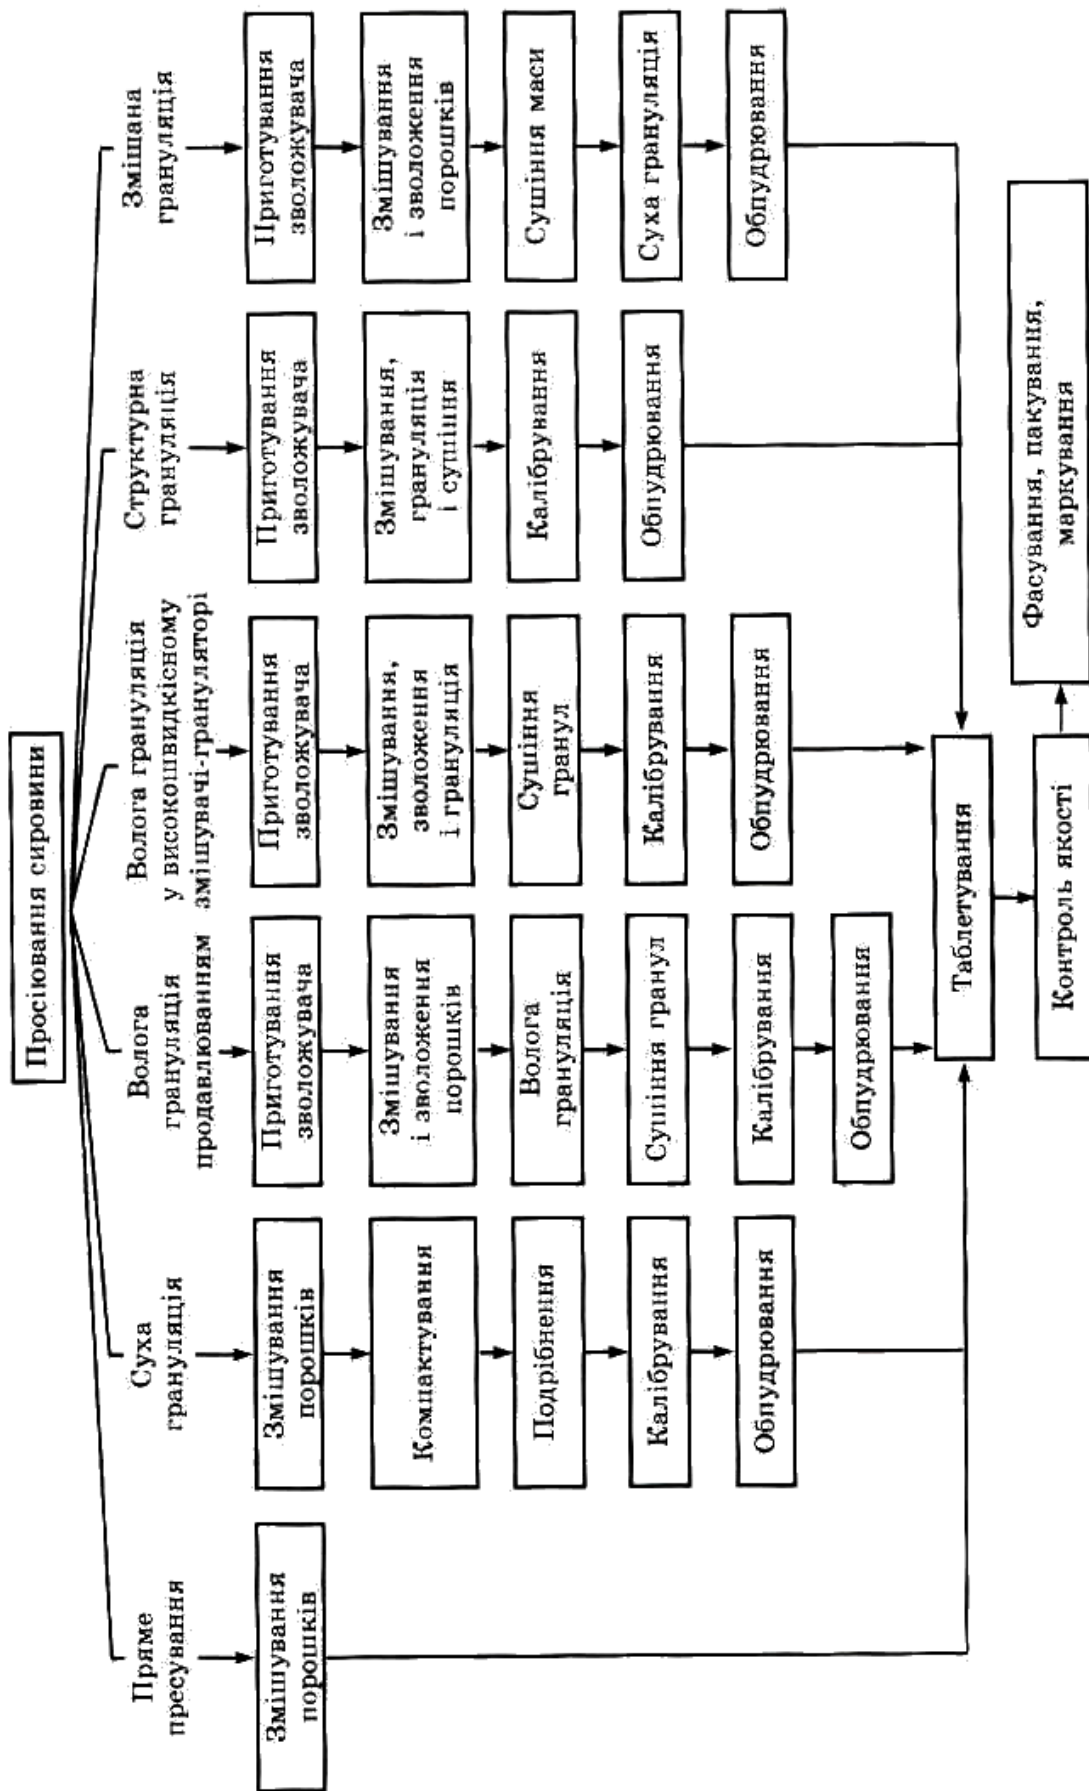 Просіювання сировини
Пряме
пресування
Змішування
порошків
Суха
грануляція
Змішування
порошків
Компактування
Подрібнення
Калібрування
Обпудрювання
Волога
грануляція
продавлюванням
Приготування
зволожувача
Змішування
і зволоження
порошків
Волога
грануляція
Сушіння гранул
Калібрування
Обпудрювання
Волога грануляція
у високошвидкісному
змішувачі-грануляторі
Приготування
зволожувача
Змішування,
зволоження
і грануляція
Сушіння
гранул
Калібрування
Обпудрювання
Структурна
грануляція
Приготування
зволожувача
Змішування,
грануляція
і сушіння
Калібрування
Обпудрювання
Змішана
грануляція
Приготування
зволожувача
Змішування
і зволоження
порошків
Сушіння маси
Суха грануляція
Обпудрювання
Таблетування
Контроль якості
Фасування, пакування,
маркування